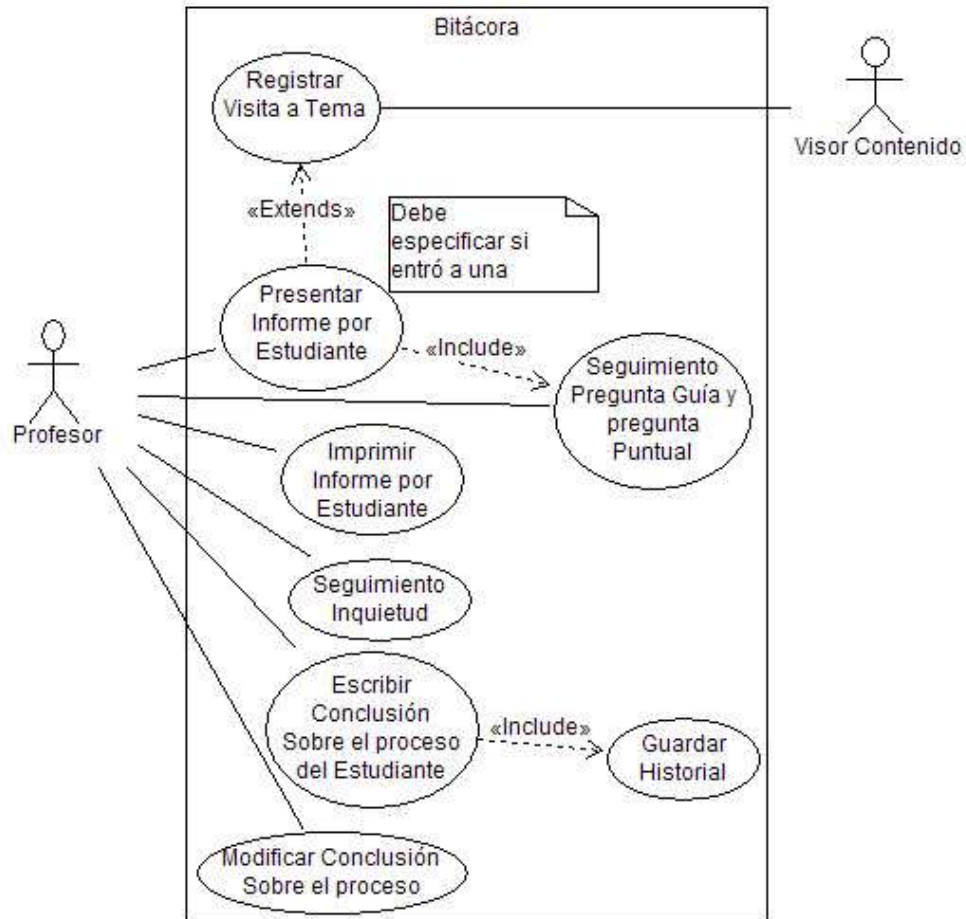 Bitácora
Registrar
Visita a Tema
Visor Contenido
«Extends»
Debe
especificar si
entró a una
Presentar
Informe por
Estudiante
«Include»
Seguimiento
Pregunta Guía y
pregunta
Puntual
Profesor
Imprimir
Informe por
Estudiante
Seguimiento
Inquietud
Escribir
Conclusión
Sobre el proceso
del Estudiante
«Include»
Guardar
Historial
Modificar Conclusión
Sobre el proceso